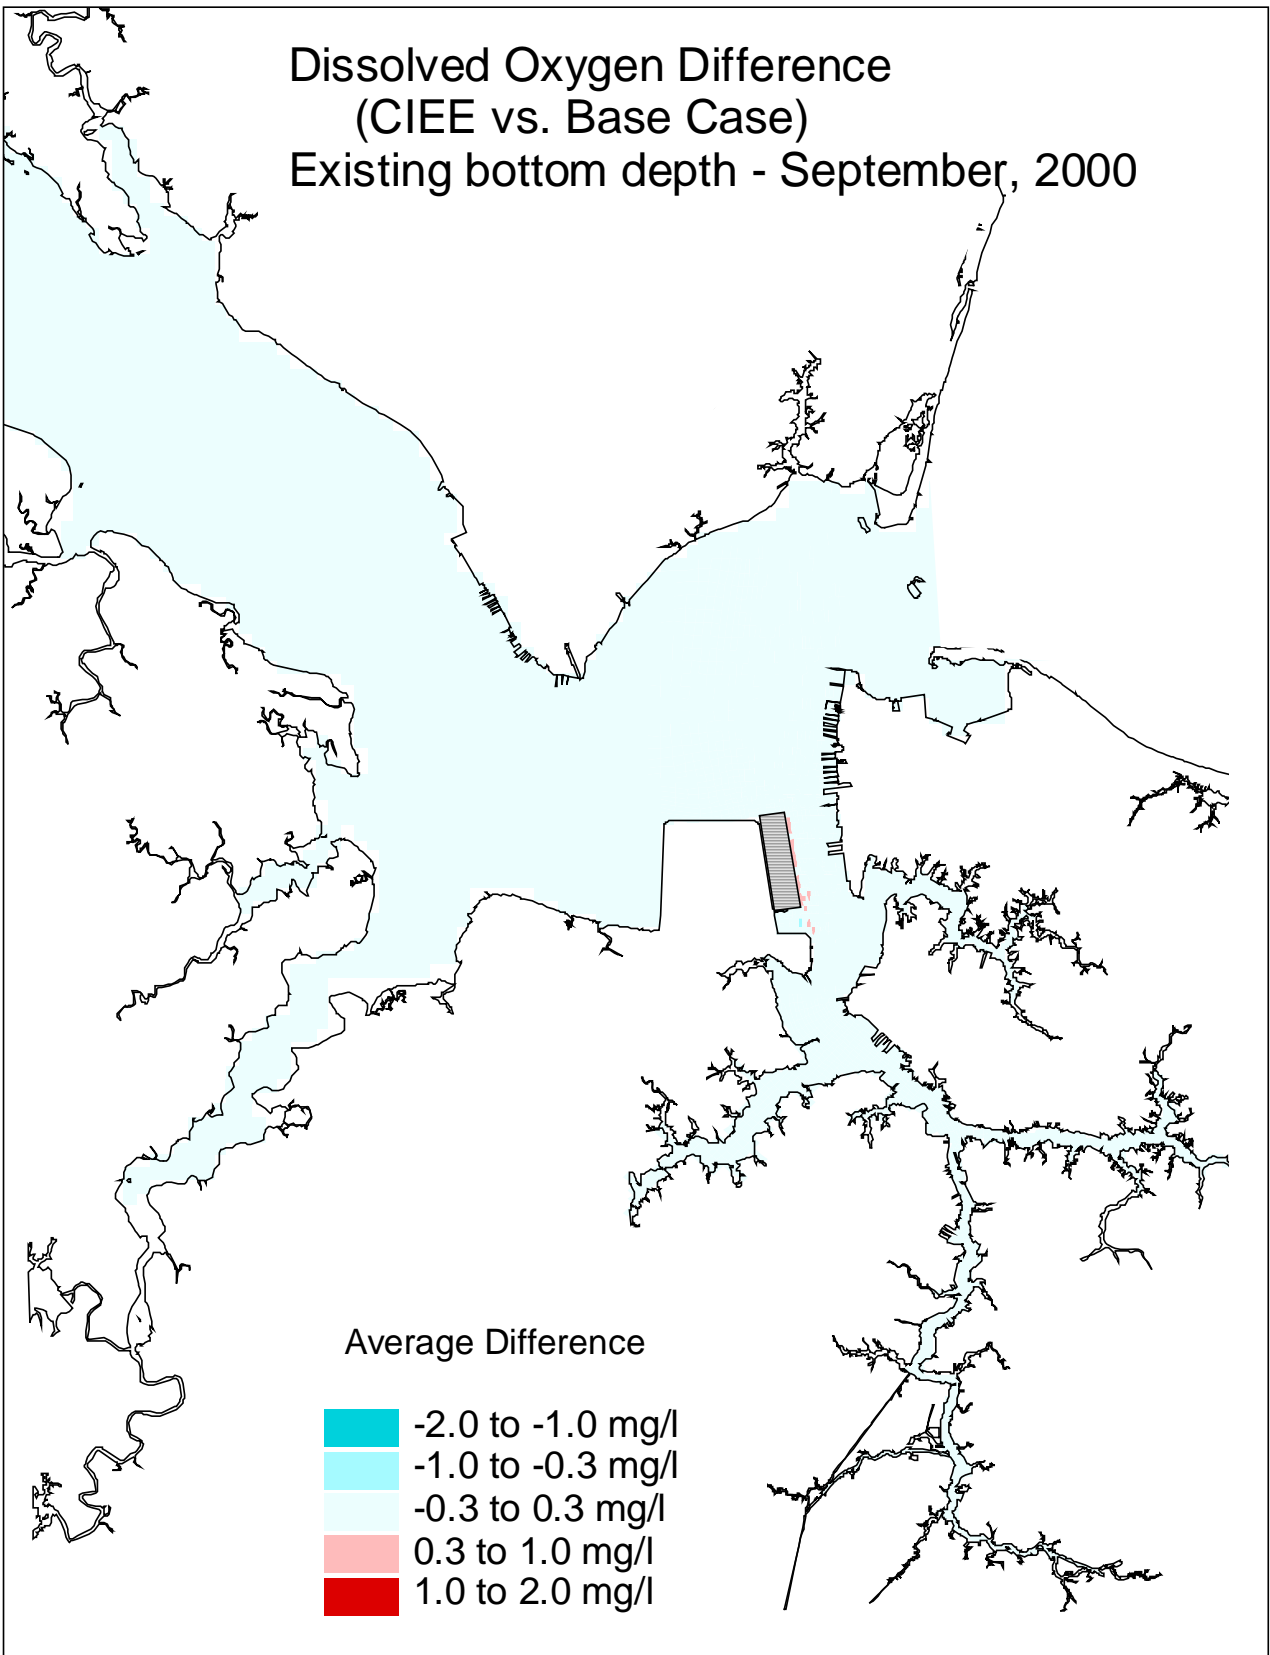 Dissolved Oxygen Difference
(CIEE vs. Base Case)
Existing bottom depth - September, 2000
Average Difference
-2.0 to -1.0 mg/l
-1.0 to -0.3 mg/l
-0.3 to 0.3 mg/l
0.3 to 1.0 mg/l
1.0 to 2.0 mg/l